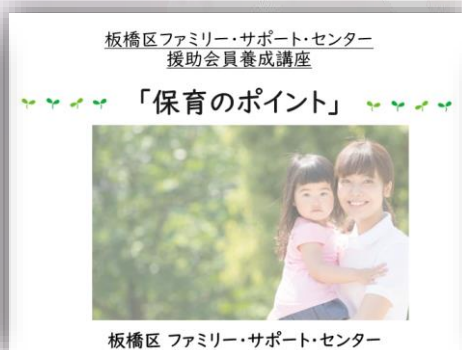 板橋区ファミリー・サポート・センター
援助会員養成講座
「保育のポイント」
板橋区 ファミリー・サポート・センター